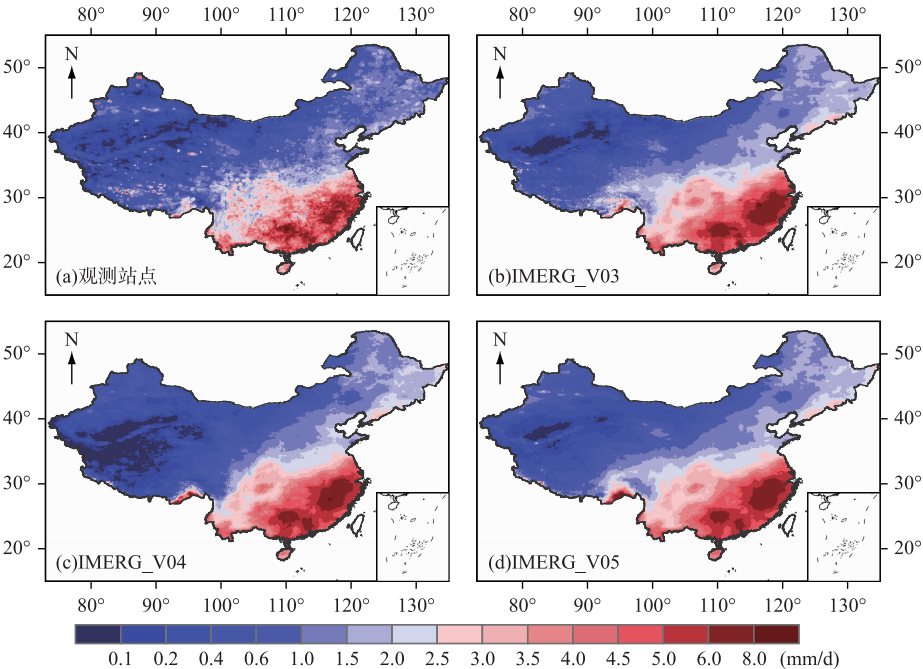 80° 90° 100° 110° 120° 130° 80° 90° 100° 110° 120° 130°
N N
50° 50°
40° 40°
30° 30°
20° 20°
(a)观测站点 (b)IMERG_V03
N N
50° 50°
40° 40°
30° 30°
20° 20°
(c)IMERG_V04 (d)IMERG_V05
80° 90° 100° 110° 120° 130° 80° 90° 100° 110° 120° 130°
0.1 0.2 0.4 0.6 1.0 1.5 2.0 2.5 3.0 3.5 4.0 4.5 5.0 6.0 8.0 (mm/d)